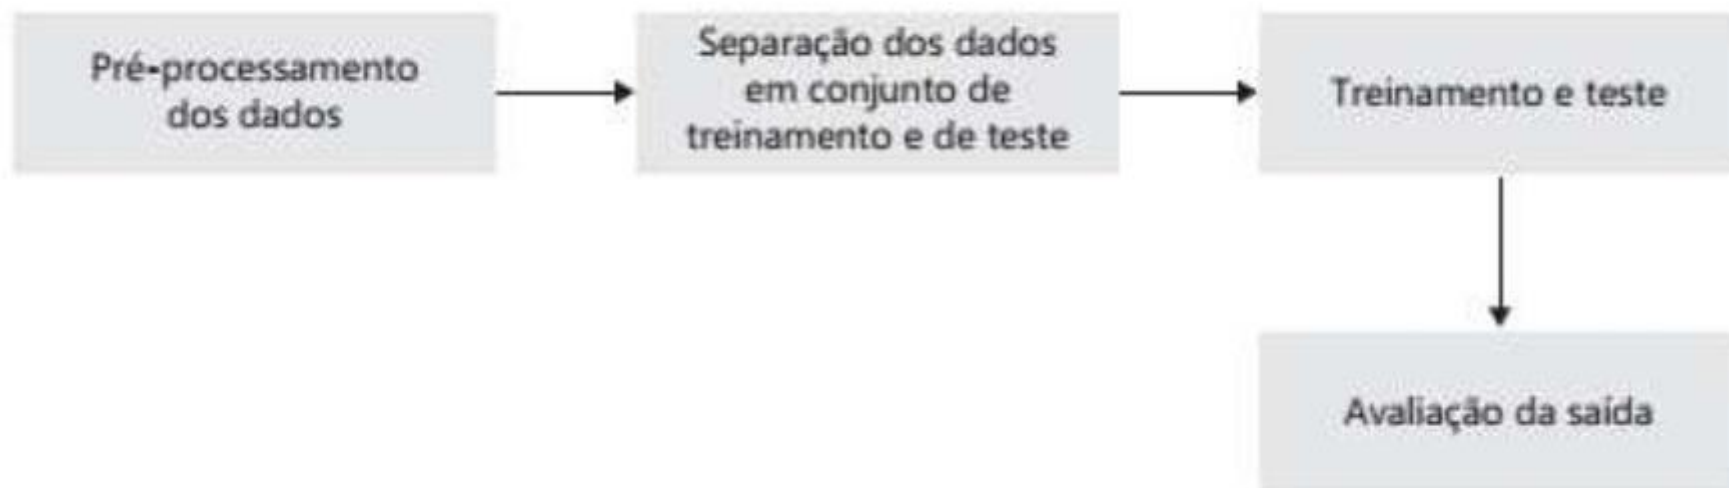 Pré-processamento
dos dados
Separação dos dados
em conjunto de
treinamento e de teste
Treinamento e teste
Avaliação da saída